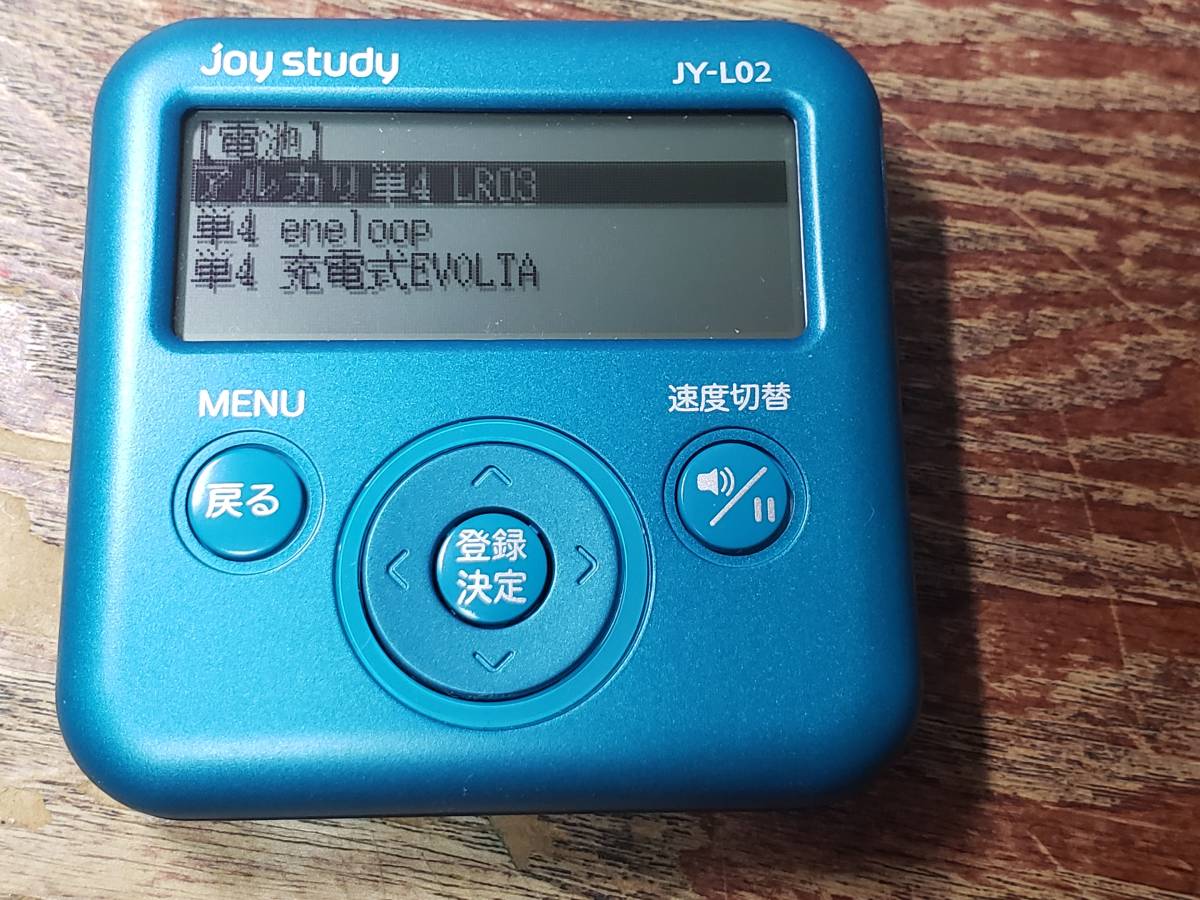 joy study
JY-L02
[電池]
アルカリ単4 LR03
単4 eneloop
単4 充電式EVOLTA
MENU
速度切替
戻る
登録
決定